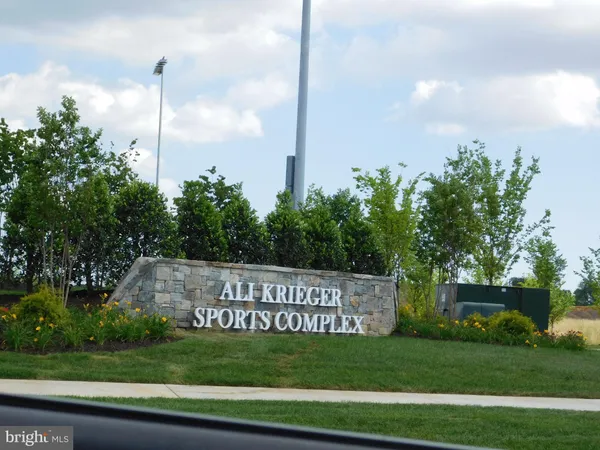 ALI KRIEGER
SPORTS COMPLEX
bright MLS